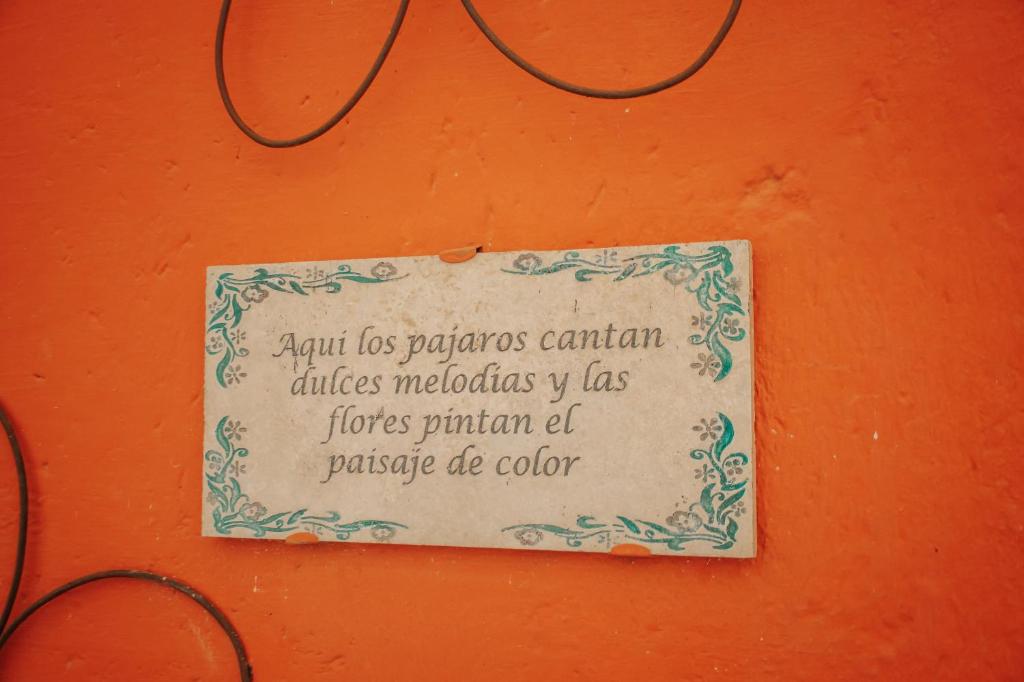 Aqui los pajaros cantan
dulces melodias y las
flores pintan el
paisaje de color